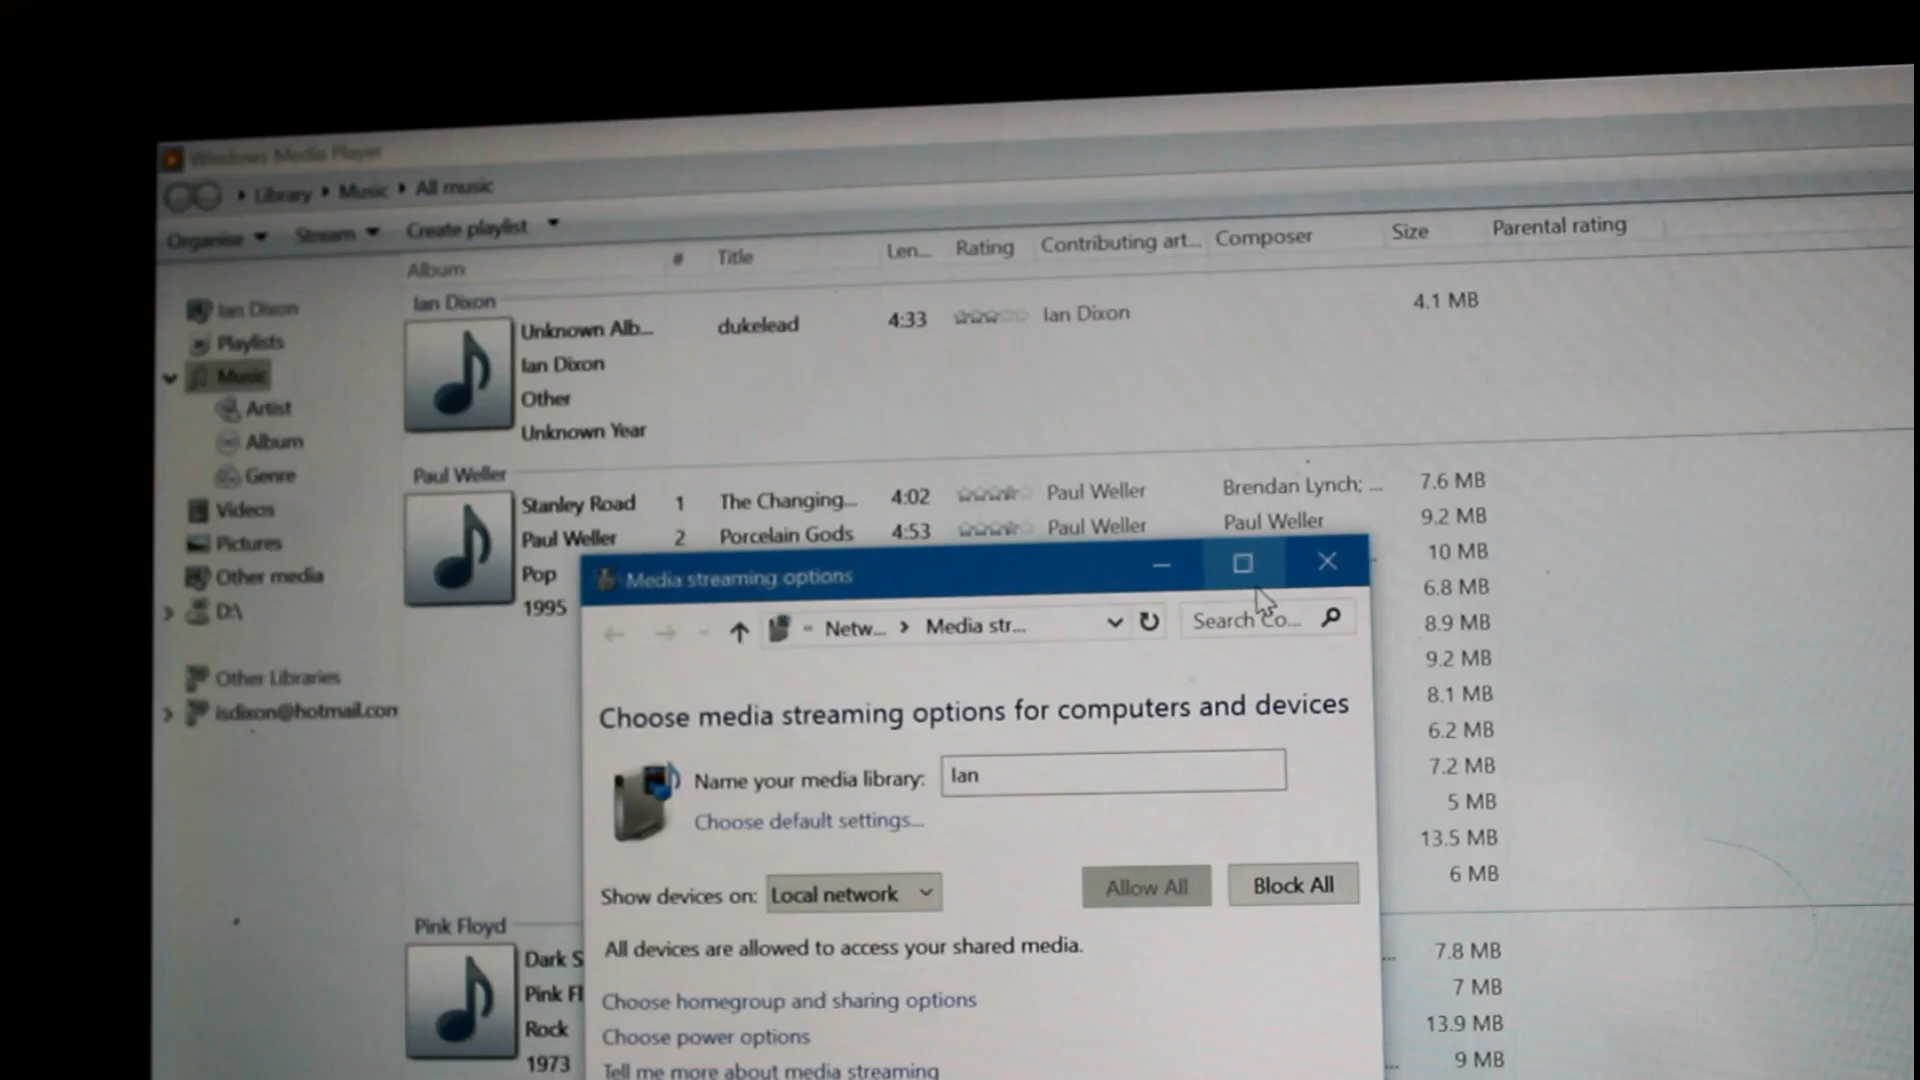 Windows Media Player
Library Music All music
Organise Stream Create playlist
Album # Title Len... Rating Contributing art... Composer Size Parental rating
Ian Dixon
Playlists
Music
Artist
Album
Genre
Videos
Pictures
Other media
D:\
Other Libraries
isdixon@hotmail.com
Ian Dixon
Unknown Alb... dukelead 4:33 Ian Dixon 4.1 MB
Ian Dixon
Other
Unknown Year
Paul Weller
Stanley Road 1 The Changing... 4:02 Paul Weller Brendan Lynch; ... 7.6 MB
Paul Weller 2 Porcelain Gods 4:53 Paul Weller Paul Weller 9.2 MB
Pop
1995
10 MB
6.8 MB
8.9 MB
9.2 MB
8.1 MB
6.2 MB
7.2 MB
5 MB
13.5 MB
6 MB
Pink Floyd
Dark S
Pink Fl
Rock
1973
... 7.8 MB
7 MB
13.9 MB
... 9 MB
Media streaming options
Netw... Media str... Search Co...
Choose media streaming options for computers and devices
Name your media library: Ian
Choose default settings...
Show devices on: Local network Allow All Block All
All devices are allowed to access your shared media.
Choose homegroup and sharing options
Choose power options
Tell me more about media streaming